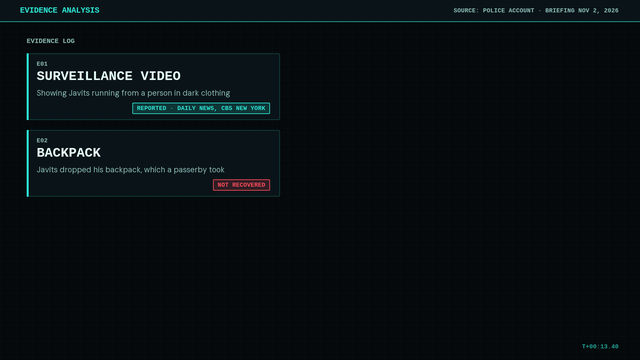 EVIDENCE ANALYSIS
SOURCE: POLICE ACCOUNT · BRIEFING NOV 2, 2026
EVIDENCE LOG
E01
SURVEILLANCE VIDEO
Showing Javits running from a person in dark clothing
REPORTED · DAILY NEWS, CBS NEW YORK
E02
BACKPACK
Javits dropped his backpack, which a passerby took
NOT RECOVERED
T+00:13.40